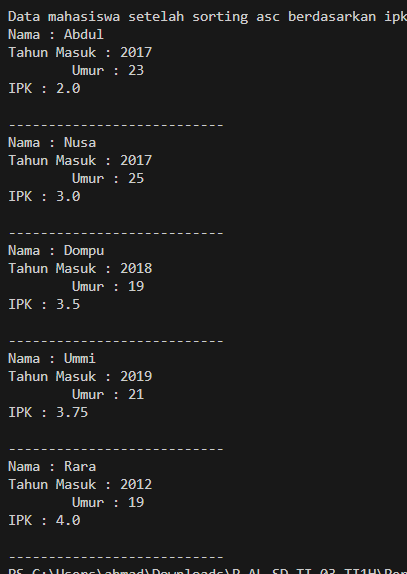 Data mahasiswa setelah sorting asc berdasarkan ipk
Nama : Abdul
Tahun Masuk : 2017
Umur : 23
IPK : 2.0
---------------------------
Nama : Nusa
Tahun Masuk : 2017
Umur : 25
IPK : 3.0
---------------------------
Nama : Dompu
Tahun Masuk : 2018
Umur : 19
IPK : 3.5
---------------------------
Nama : Ummi
Tahun Masuk : 2019
Umur : 21
IPK : 3.75
---------------------------
Nama : Rara
Tahun Masuk : 2012
Umur : 19
IPK : 4.0
---------------------------
PS C:\Users\ahmad\Downloads\